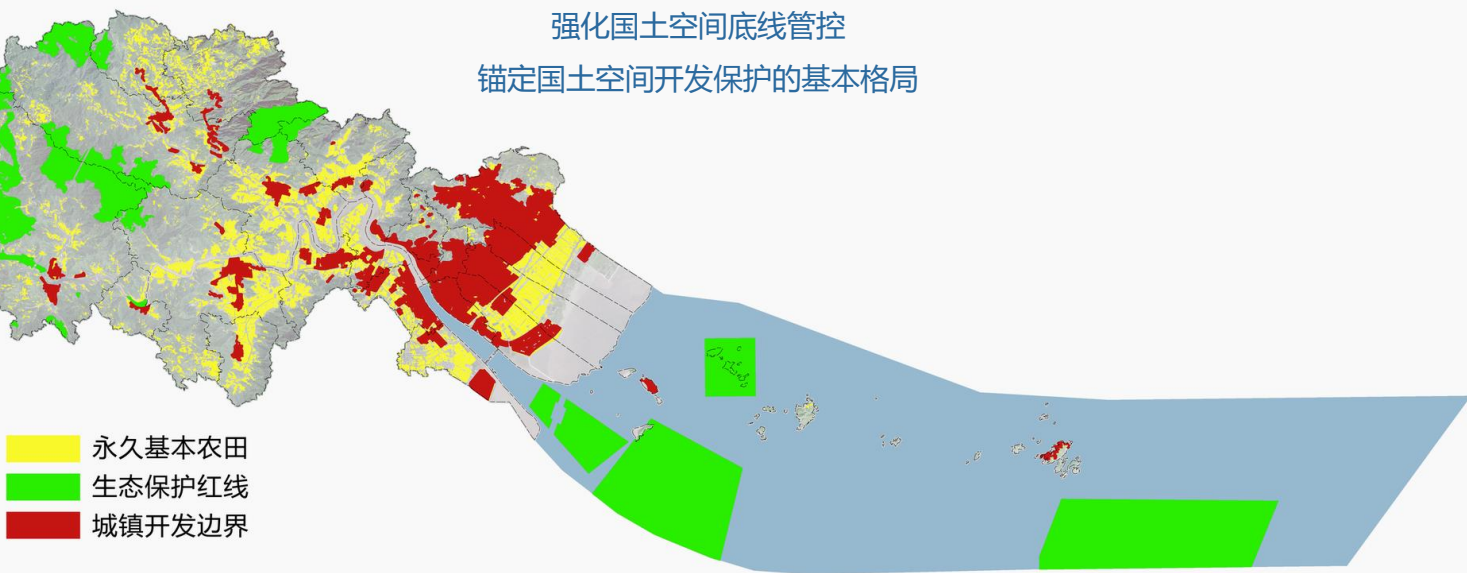 强化国土空间底线管控
锚定国土空间开发保护的基本格局
永久基本农田
生态保护红线
城镇开发边界